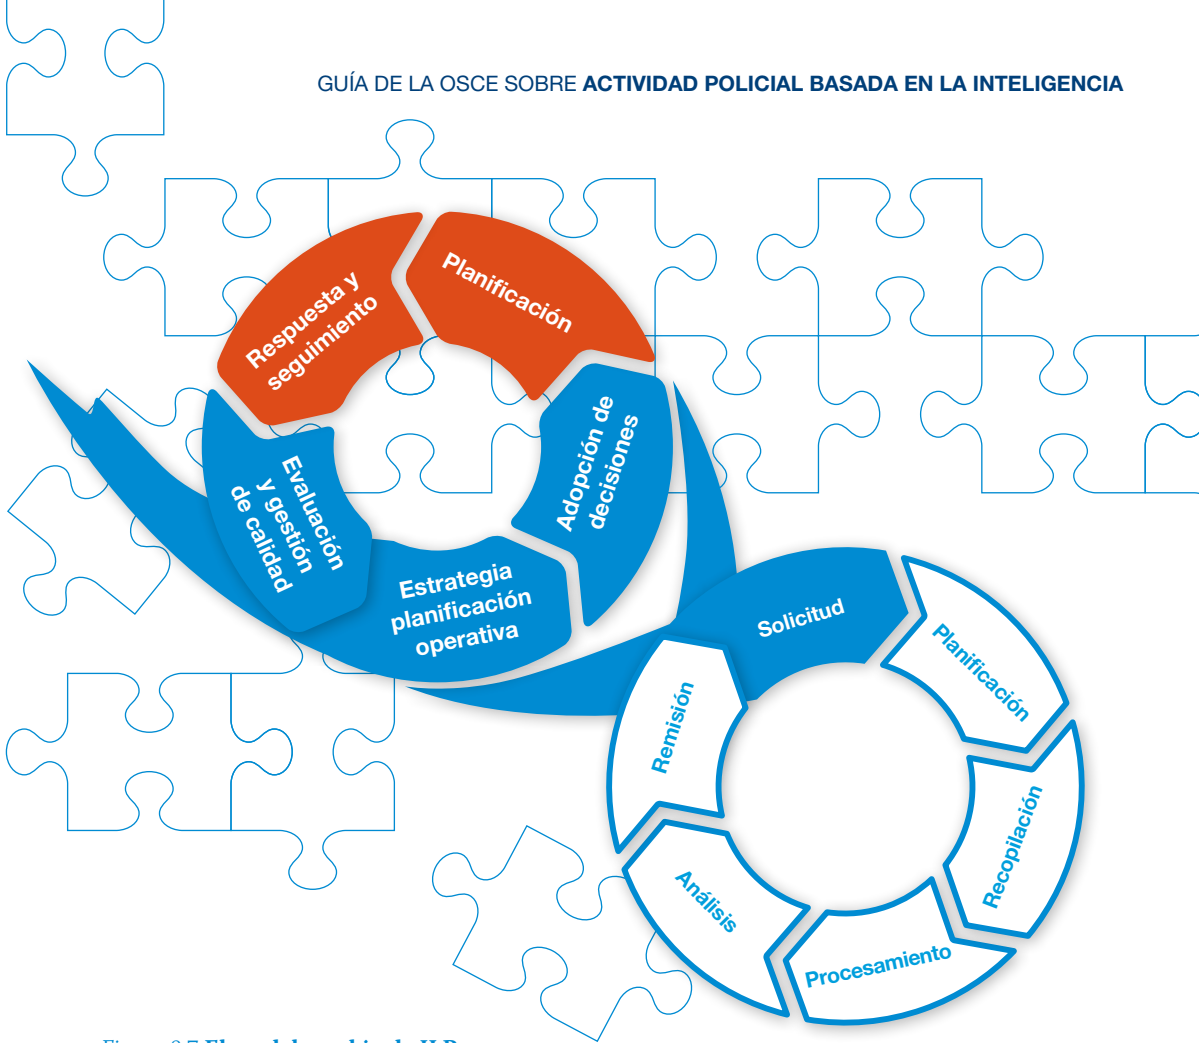 GUÍA DE LA OSCE SOBRE ACTIVIDAD POLICIAL BASADA EN LA INTELIGENCIA
Respuesta y
seguimiento
Planificación
Adopción de
decisiones
Estrategia
planificación
operativa
Evaluación
y gestión
de calidad
Solicitud
Planificación
Recopilación
Procesamiento
Análisis
Remisión